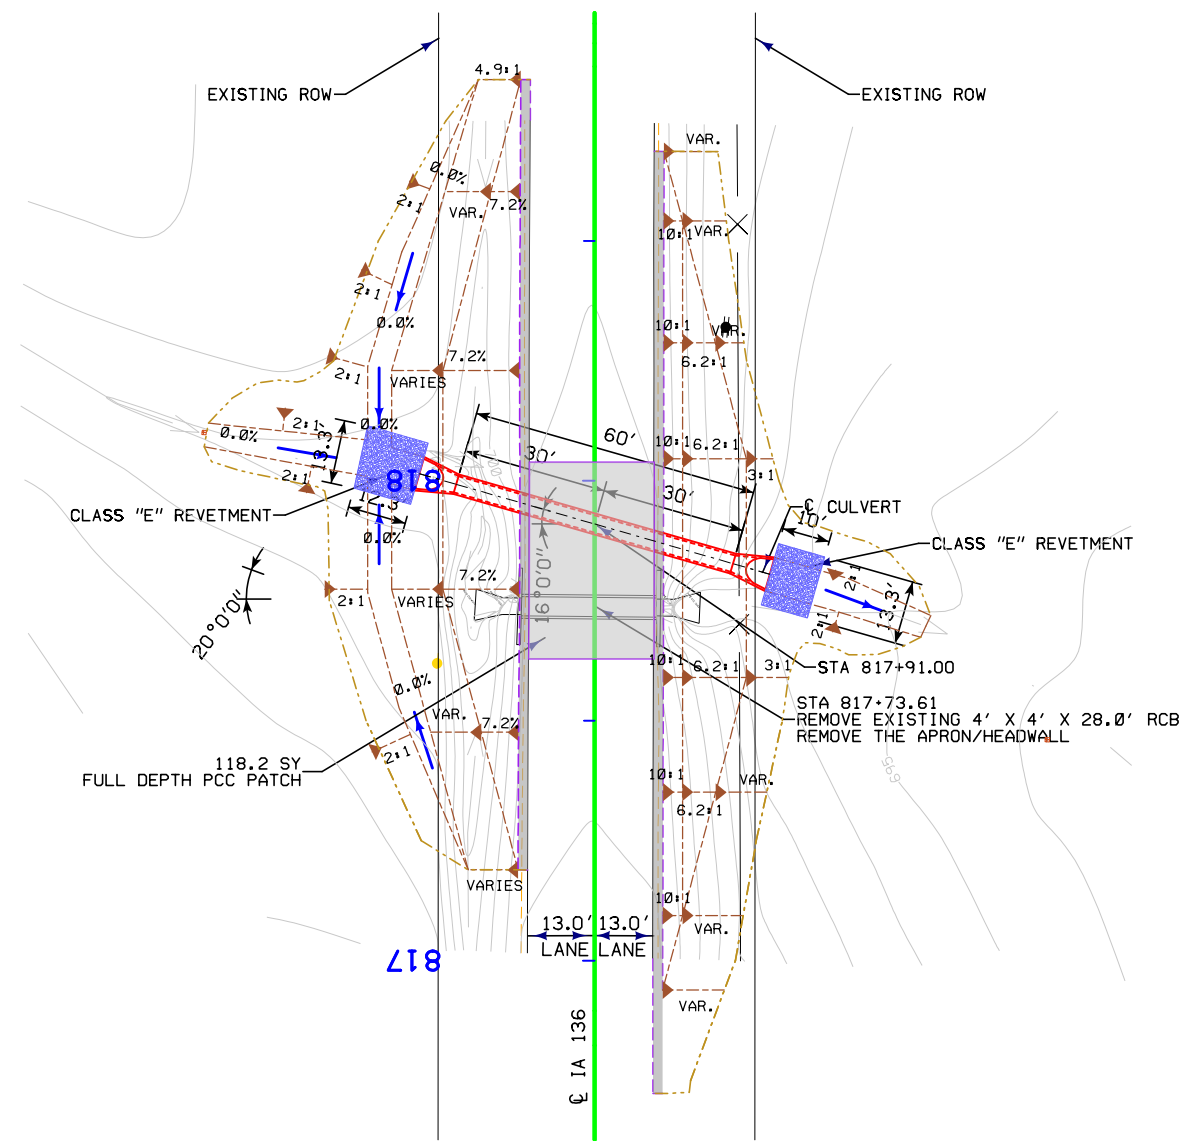 4.9:1
EXISTING ROW
EXISTING ROW
VAR.
0.0%
2:1
VAR.
7.2%
10:1
VAR.
2:1
0.0%
10:1
VAR.
6.2:1
7.2%
2:1
VARIES
0.0%
2:1
0.0%
13.3'
60'
30'
30'
10:1
6.2:1
3:1
2:1
818
12.3'
CLASS "E" REVETMENT
0.0%
℄ CULVERT
10'
CLASS "E" REVETMENT
2:1
13.3'
2:1
16°0'0"
20°0'0"
7.2%
2:1
VARIES
10:1
6.2:1
3:1
STA 817+91.00
0.0%
STA 817+73.61
REMOVE EXISTING 4' X 4' X 28.0' RCB
REMOVE THE APRON/HEADWALL
VAR.
7.2%
2:1
118.2 SY
FULL DEPTH PCC PATCH
695
10:1
VAR.
6.2:1
VARIES
10:1
VAR.
13.0'
13.0'
LANE
LANE
817
VAR.
℄ IA 136